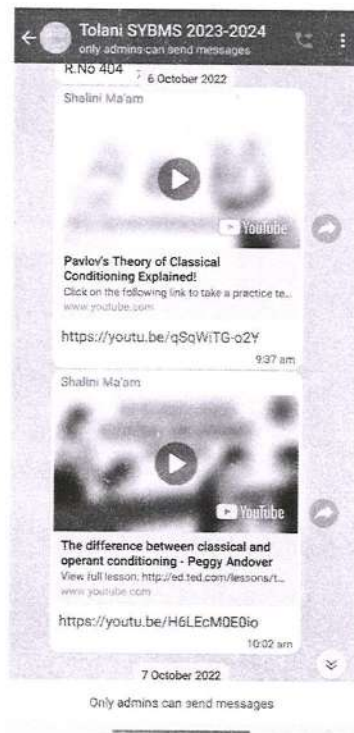 Tolani SYBMS 2023-2024
only admins can send messages
R.No 404
6 October 2022
Shalini Ma'am
YouTube
Pavlov's Theory of Classical
Conditioning Explained!
Click on the following link to take a practice te...
www.youtube.com
https://youtu.be/qSqWiTG-o2Y
9:37 am
Shalini Ma'am
YouTube
The difference between classical and
operant conditioning - Peggy Andover
View full lesson: http://ed.ted.com/lessons/t...
www.youtube.com
https://youtu.be/H6LEcM0E0io
10:02 am
7 October 2022
Only admins can send messages